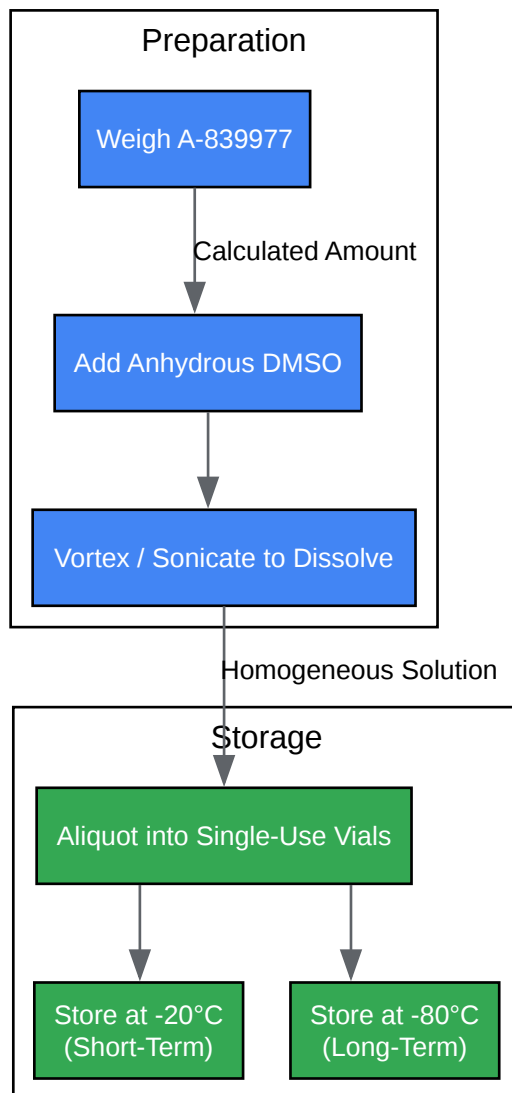 Preparation
Weigh A-839977
Calculated Amount
Add Anhydrous DMSO
Vortex / Sonicate to Dissolve
Homogeneous Solution
Storage
Aliquot into Single-Use Vials
Store at -20°C
(Short-Term)
Store at -80°C
(Long-Term)